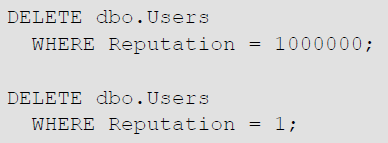 DELETE dbo.Users
  WHERE Reputation = 1000000;

DELETE dbo.Users
  WHERE Reputation = 1;